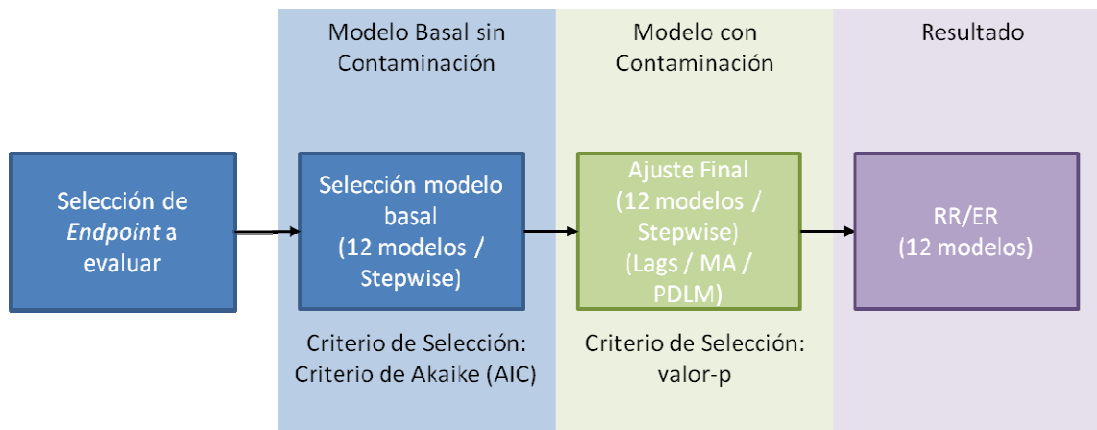 Modelo Basal sin
Contaminación
Modelo con
Contaminación
Resultado
Selección de
Endpoint a
evaluar
Selección modelo
basal
(12 modelos /
Stepwise)
Ajuste Final
(12 modelos /
Stepwise)
(Lags / MA /
PDLM)
RR/ER
(12 modelos)
Criterio de Selección:
Criterio de Akaike (AIC)
Criterio de Selección:
valor-p